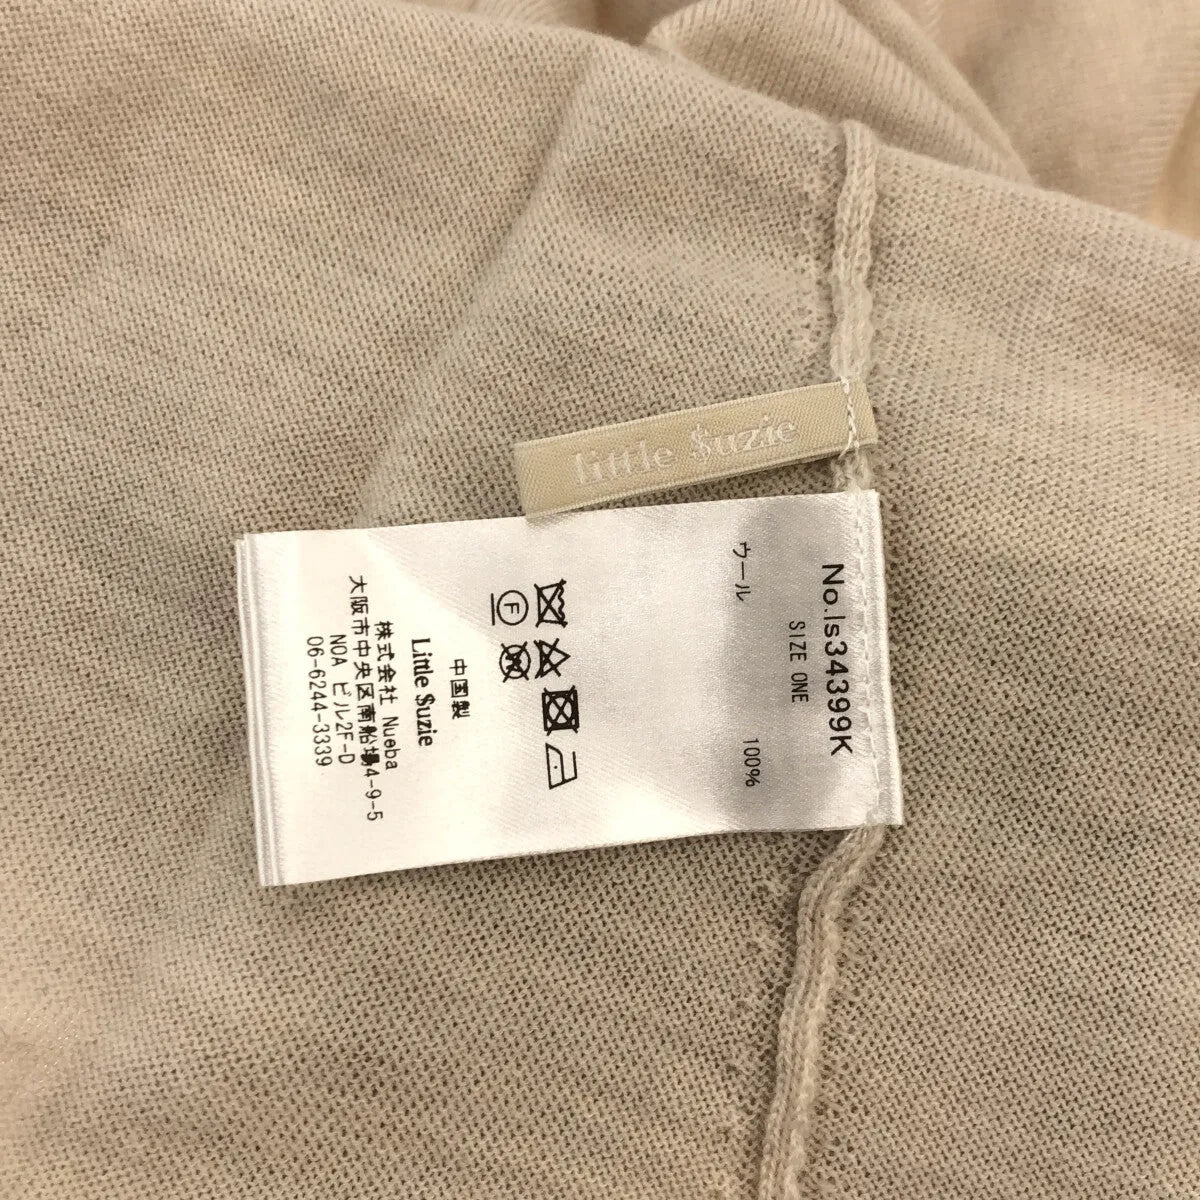 little $uzie
No.ls34399K
SIZE ONE
ウール 100%
F
W
中国製
Little $uzie
株式会社 Nueba
大阪市中央区南船場4-9-5
NOA ビル2F-D
06-6244-3339